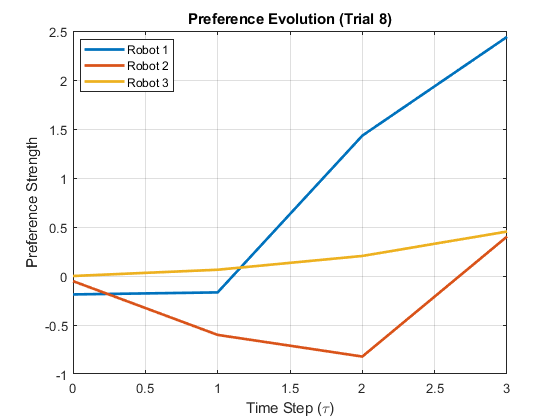 Preference Evolution (Trial 8)
Robot 1
Robot 2
Robot 3
Preference Strength
2.5
2
1.5
1
0.5
0
-0.5
-1
0 0.5 1 1.5 2 2.5 3
Time Step (τ)